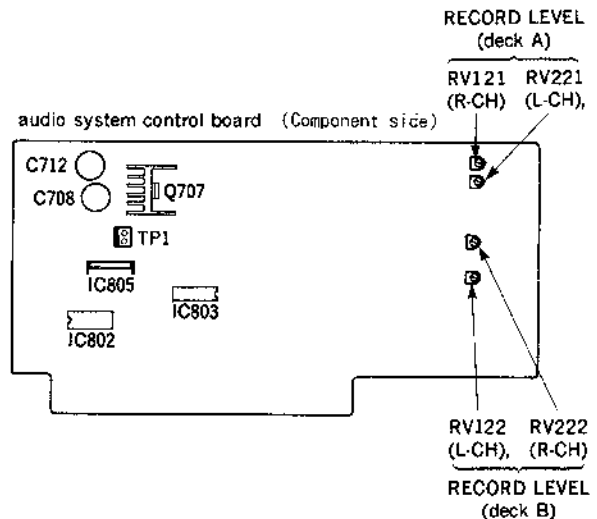 RECORD LEVEL
(deck A)
RV121 RV221
(R-CH) (L-CH),
audio system control board (Component side)
C712
C708
Q707
TP1
IC805
IC803
IC802
RV122 RV222
(L-CH), (R-CH)
RECORD LEVEL
(deck B)